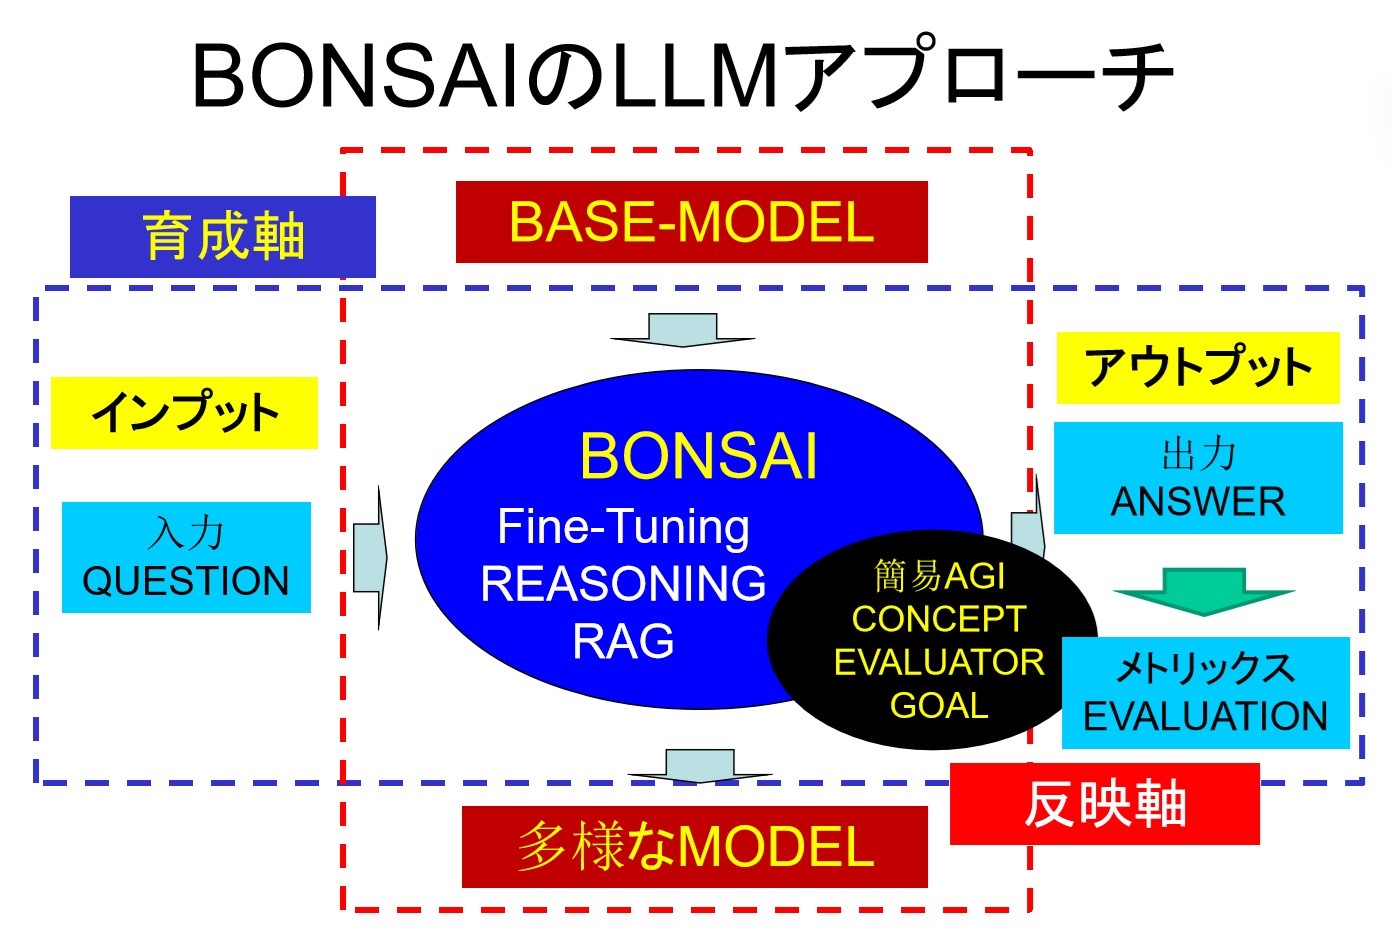 BONSAIのLLMアプローチ
育成軸
BASE-MODEL
インプット
入力
QUESTION
BONSAI
Fine-Tuning
REASONING
RAG
簡易AGI
CONCEPT
EVALUATOR
GOAL
アウトプット
出力
ANSWER
メトリックス
EVALUATION
反映軸
多様なMODEL